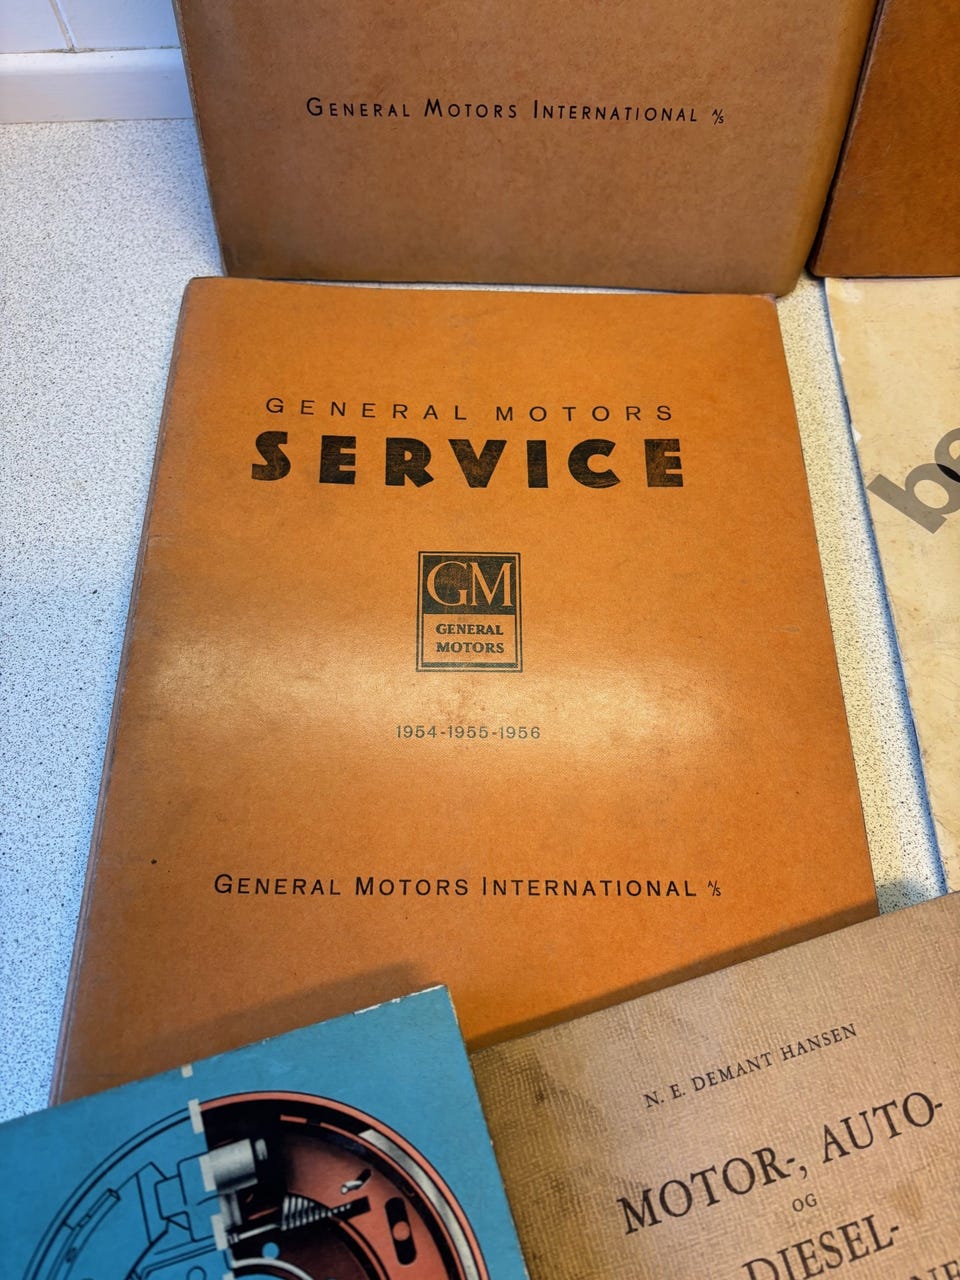 GENERAL MOTORS INTERNATIONAL A/S
GENERAL MOTORS
SERVICE
GM
GENERAL
MOTORS
1954-1955-1956
GENERAL MOTORS INTERNATIONAL A/S
N. E. DEMANT HANSEN
MOTOR-, AUTO-
OG
DIESEL-